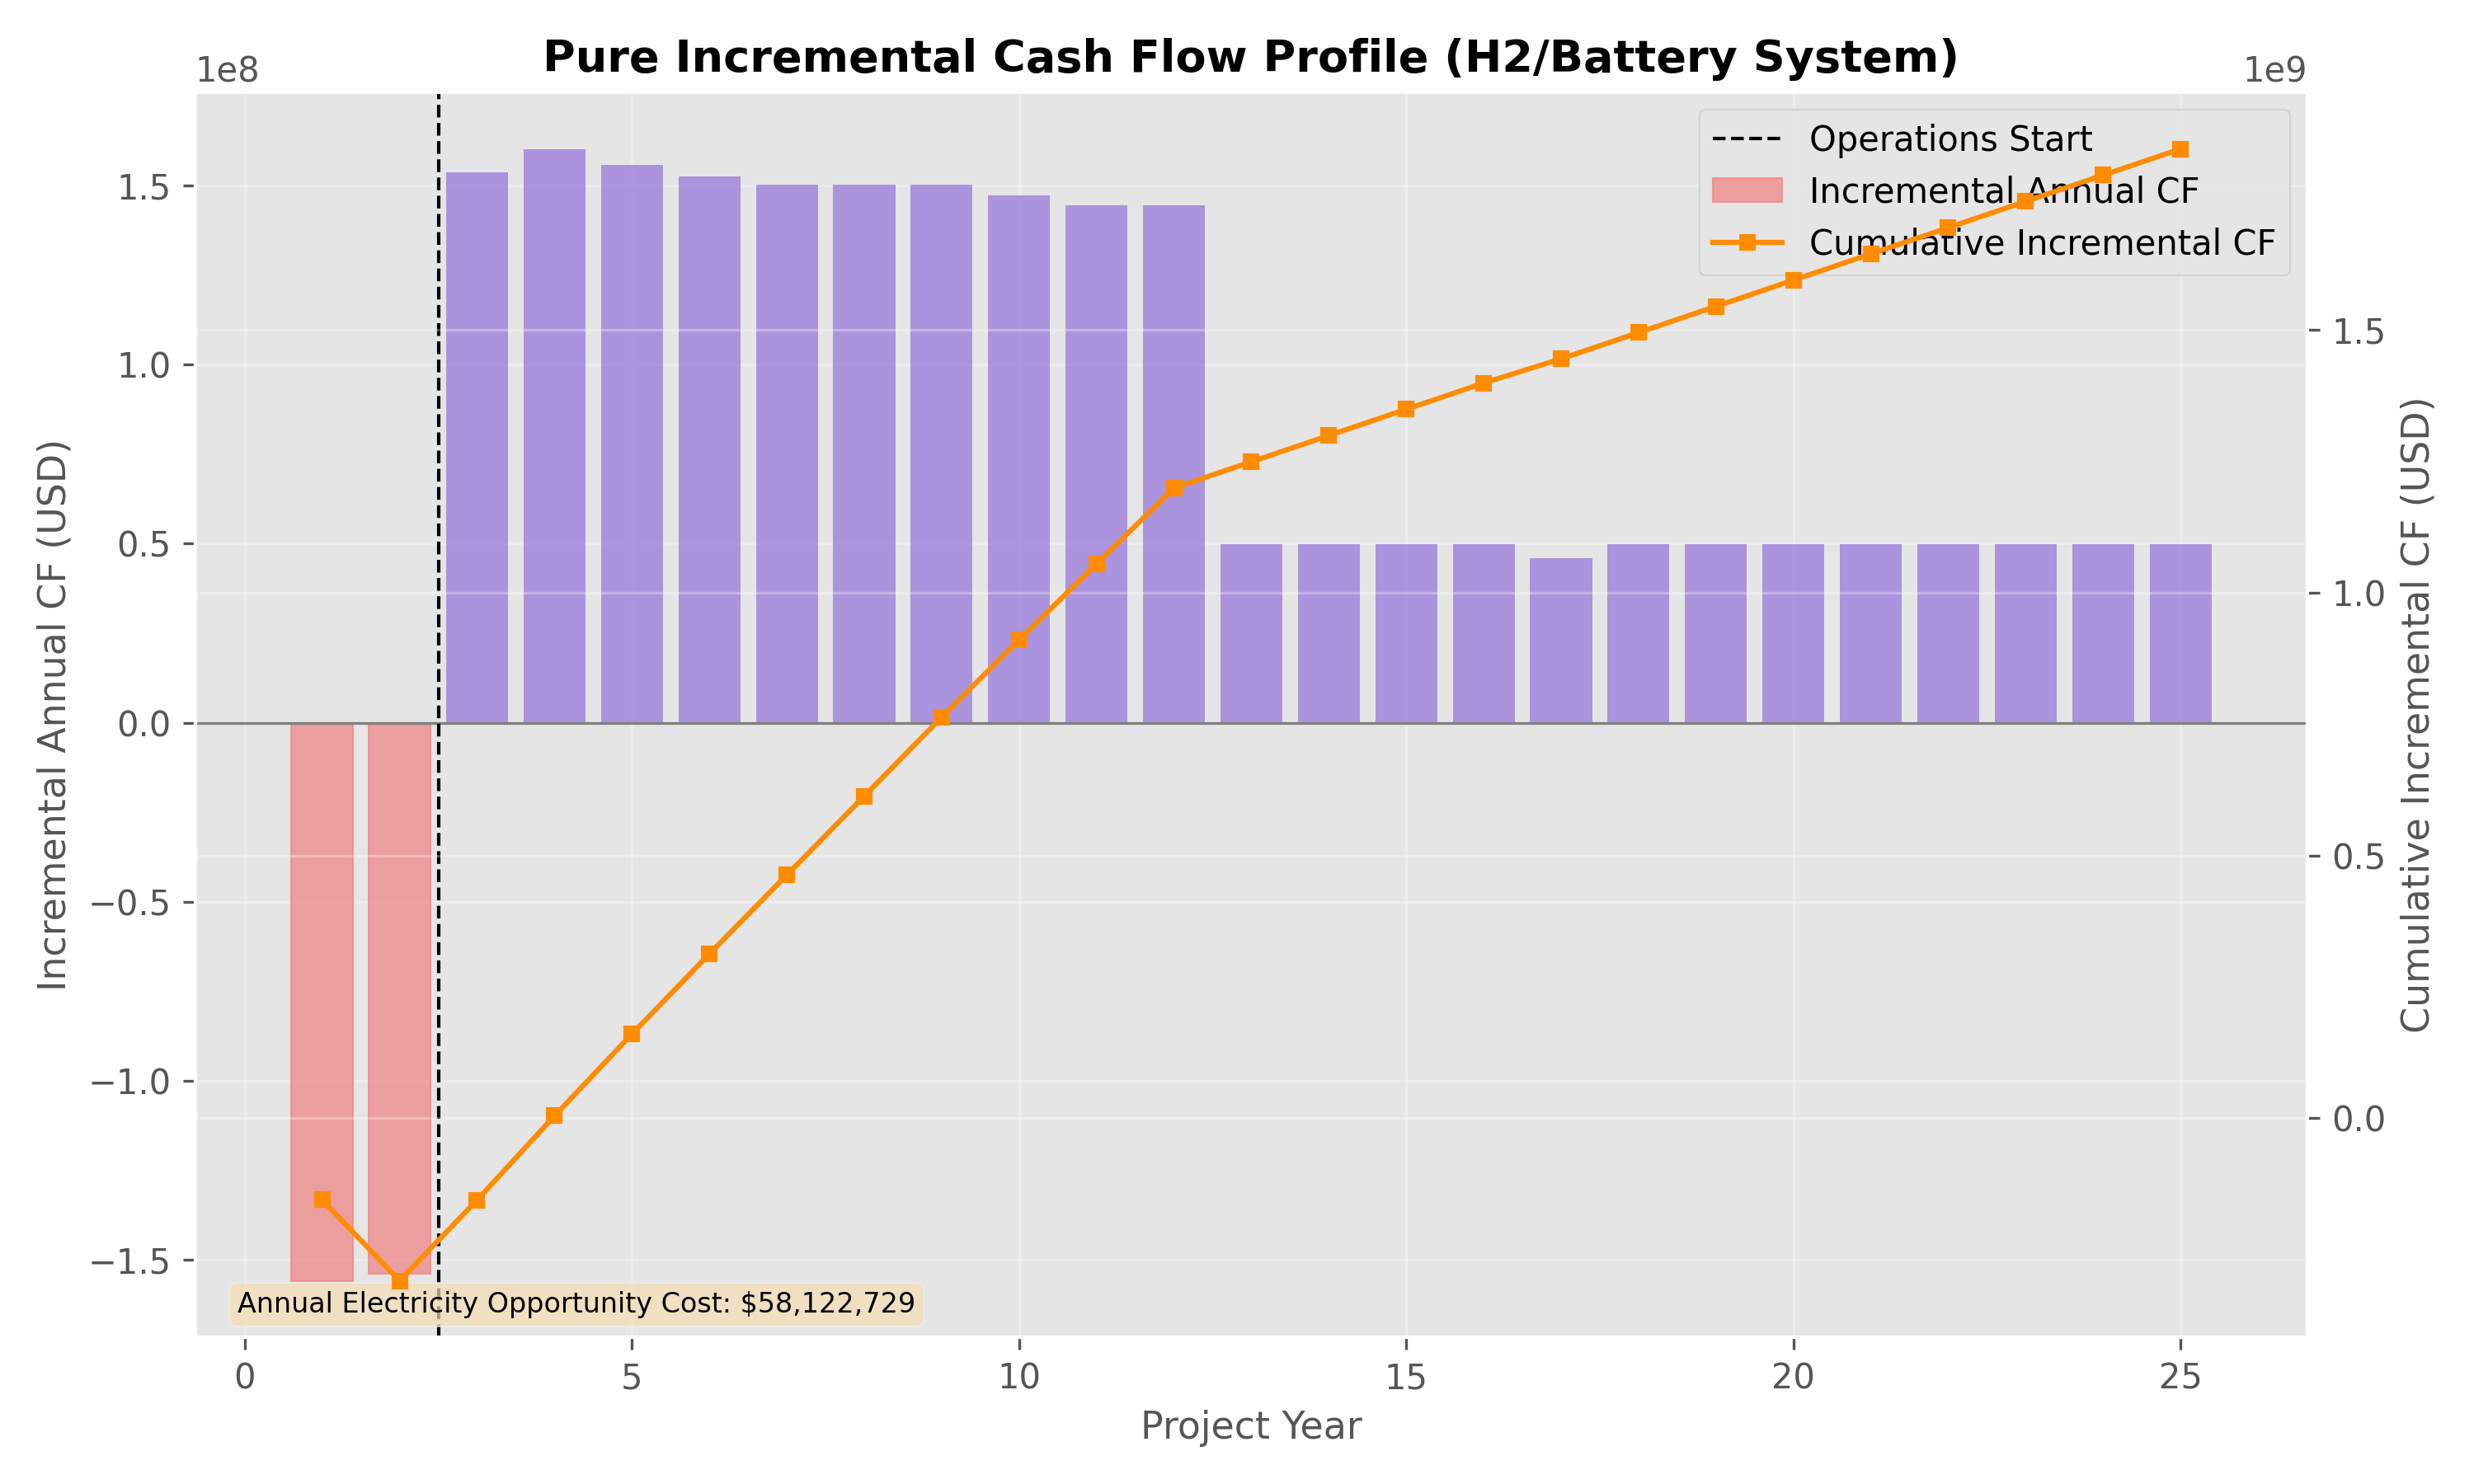 Pure Incremental Cash Flow Profile (H2/Battery System)
1e8
1e9
Operations Start
Incremental Annual CF
Cumulative Incremental CF
Incremental Annual CF (USD)
1.5
1.0
0.5
0.0
−0.5
−1.0
−1.5
Cumulative Incremental CF (USD)
1.5
1.0
0.5
0.0
Annual Electricity Opportunity Cost: $58,122,729
0
5
10
15
20
25
Project Year